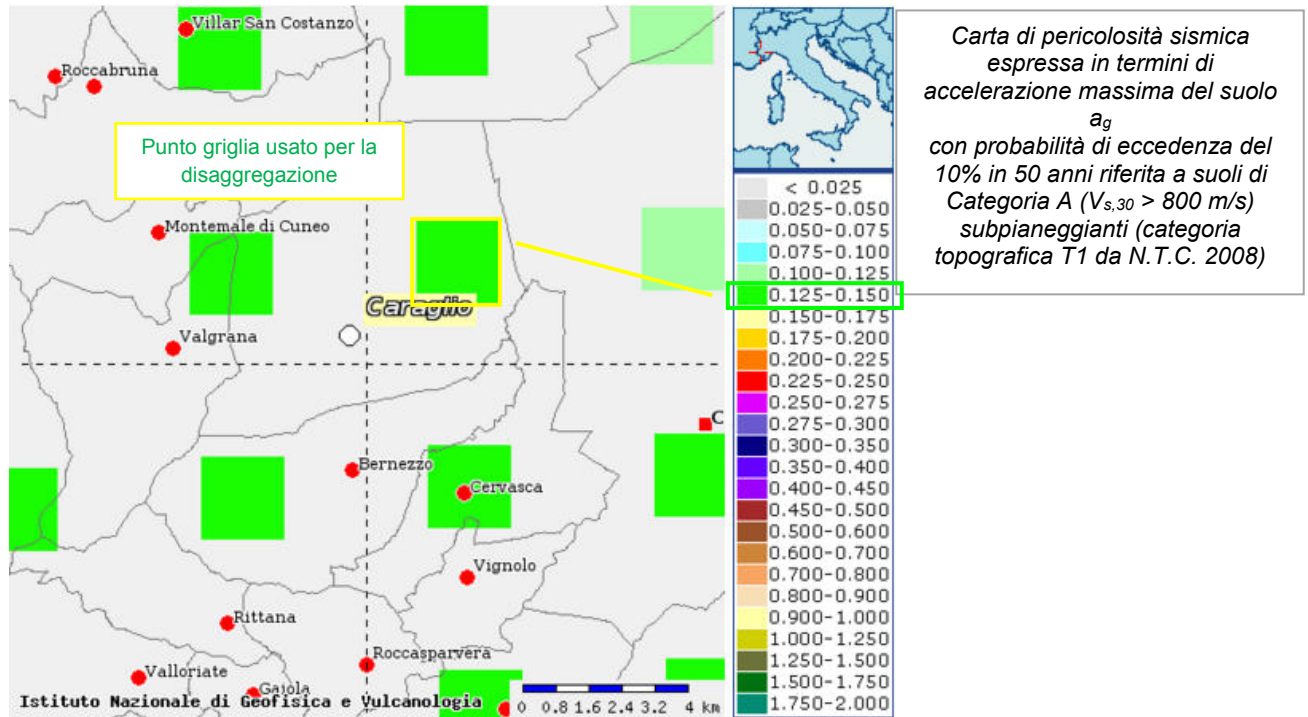 Villar San Costanzo
Roccabruna
Punto griglia usato per la
disaggregazione
Montemale di Cuneo
Caraglio
Valgrana
C
Bernezzo
Cervasca
Vignolo
Rittana
Roccasparvera
Valloriate
Gaiola
Istituto Nazionale di Geofisica e Vulcanologia
0 0.8 1.6 2.4 3.2 4 km
< 0.025
0.025-0.050
0.050-0.075
0.075-0.100
0.100-0.125
0.125-0.150
0.150-0.175
0.175-0.200
0.200-0.225
0.225-0.250
0.250-0.275
0.275-0.300
0.300-0.350
0.350-0.400
0.400-0.450
0.450-0.500
0.500-0.600
0.600-0.700
0.700-0.800
0.800-0.900
0.900-1.000
1.000-1.250
1.250-1.500
1.500-1.750
1.750-2.000
Carta di pericolosità sismica
espressa in termini di
accelerazione massima del suolo
ag
con probabilità di eccedenza del
10% in 50 anni riferita a suoli di
Categoria A (Vs,30 > 800 m/s)
subpianeggianti (categoria
topografica T1 da N.T.C. 2008)